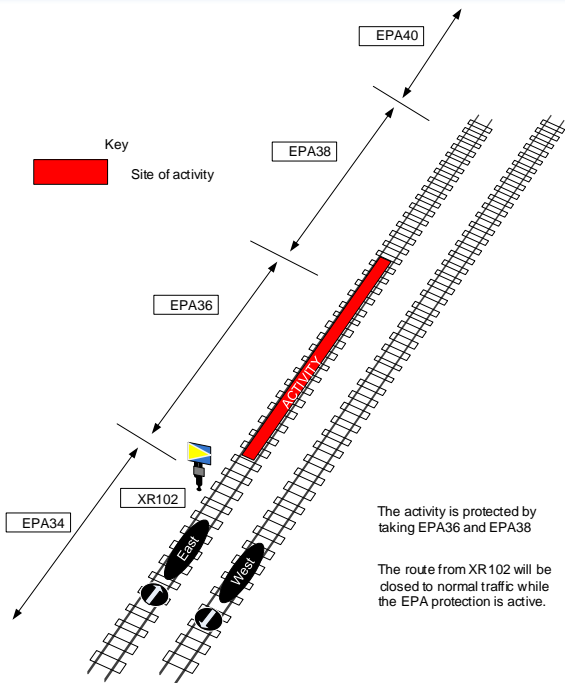 EPA40
EPA38
Key
Site of activity
EPA36
ACTIVITY
XR102
EPA34
East
West
The activity is protected by
taking EPA36 and EPA38
The route from XR102 will be
closed to normal traffic while
the EPA protection is active.